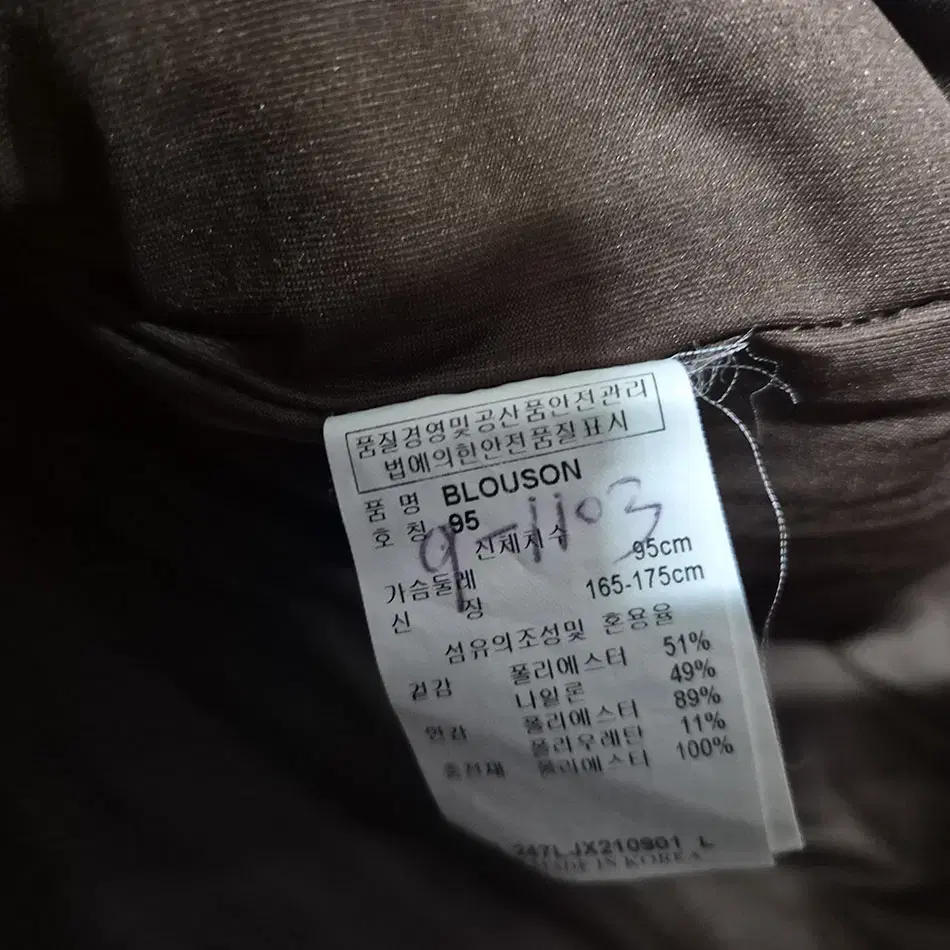 품질경영및공산품안전관리
법에의한안전품질표시
품 명 BLOUSON
호 칭 95
9-1103
신체치수
가슴둘레 95cm
신 장 165-175cm
섬유의조성및 혼용율
겉감 폴리에스터 51%
나일론 49%
안감 폴리에스터 89%
폴리우레탄 11%
충전재 폴리에스터 100%
247LJX210S01 L
MADE IN KOREA